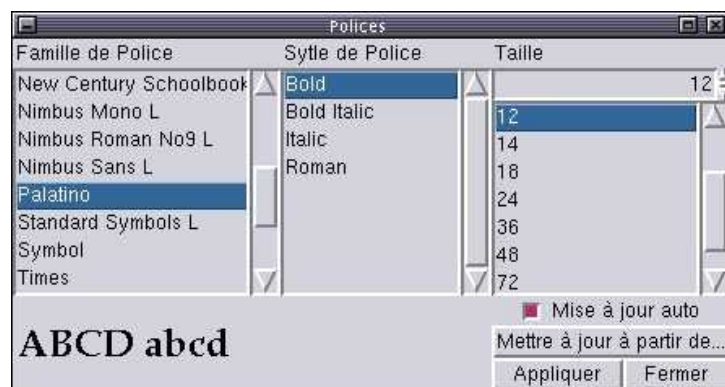 Polices
Famille de Police
Sytle de Police
Taille
New Century Schoolbook
Nimbus Mono L
Nimbus Roman No9 L
Nimbus Sans L
Palatino
Standard Symbols L
Symbol
Times
Bold
Bold Italic
Italic
Roman
12
12
14
18
24
36
48
72
Mise à jour auto
Mettre à jour à partir de...
Appliquer
Fermer
ABCD abcd